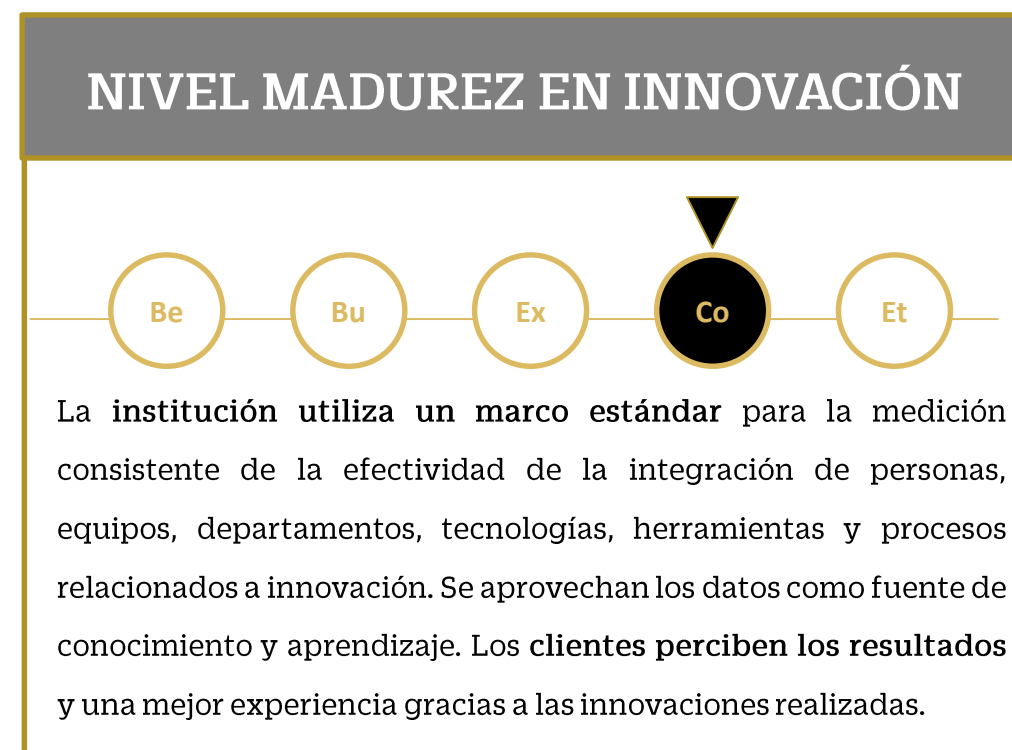 NIVEL MADUREZ EN INNOVACIÓN
Be Bu Ex Co Et
La institución utiliza un marco estándar para la medición
consistente de la efectividad de la integración de personas,
equipos, departamentos, tecnologías, herramientas y procesos
relacionados a innovación. Se aprovechan los datos como fuente de
conocimiento y aprendizaje. Los clientes perciben los resultados
y una mejor experiencia gracias a las innovaciones realizadas.